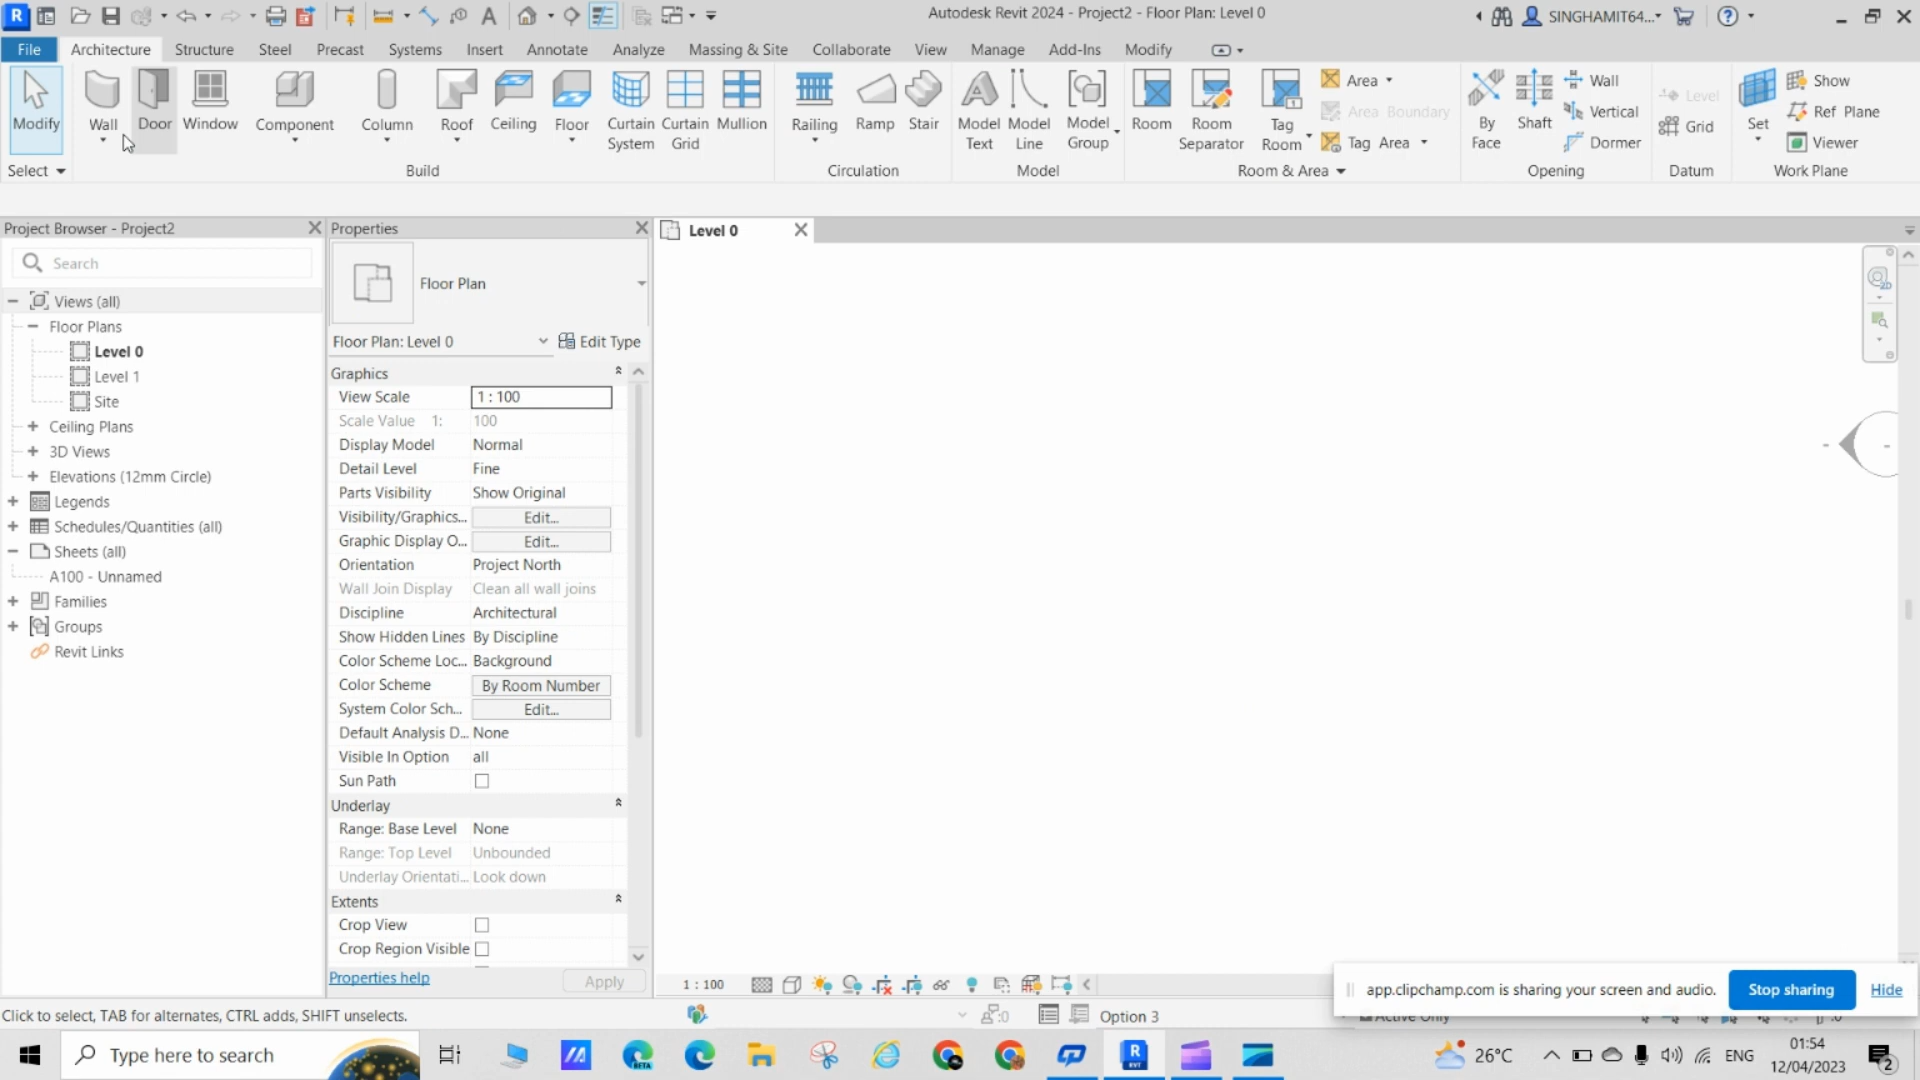 Autodesk Revit 2024 - Project2 - Floor Plan: Level 0
SINGHAMIT64...
File Architecture Structure Steel Precast Systems Insert Annotate Analyze Massing & Site Collaborate View Manage Add-Ins Modify
Modify Wall Door Window Component Column Roof Ceiling Floor Curtain System Curtain Grid Mullion Railing Ramp Stair Model Text Model Line Model Group Room Room Separator Tag Room Area Area Boundary Tag Area By Face Shaft Wall Vertical Dormer Level Grid Set Show Ref Plane Viewer
Select Build Circulation Model Room & Area Opening Datum Work Plane
Project Browser - Project2
Search
Views (all)
Floor Plans
Level 0
Level 1
Site
Ceiling Plans
3D Views
Elevations (12mm Circle)
Legends
Schedules/Quantities (all)
Sheets (all)
A100 - Unnamed
Families
Groups
Revit Links
Properties
Floor Plan
Floor Plan: Level 0 Edit Type
Graphics
View Scale 1 : 100
Scale Value 1: 100
Display Model Normal
Detail Level Fine
Parts Visibility Show Original
Visibility/Graphics... Edit...
Graphic Display O... Edit...
Orientation Project North
Wall Join Display Clean all wall joins
Discipline Architectural
Show Hidden Lines By Discipline
Color Scheme Loc... Background
Color Scheme By Room Number
System Color Sch... Edit...
Default Analysis D... None
Visible In Option all
Sun Path
Underlay
Range: Base Level None
Range: Top Level Unbounded
Underlay Orientati... Look down
Extents
Crop View
Crop Region Visible
Properties help Apply
Level 0
2D
1 : 100
app.clipchamp.com is sharing your screen and audio. Stop sharing Hide
Click to select, TAB for alternates, CTRL adds, SHIFT unselects.
:0
Option 3
Active Only
:0
Type here to search
BETA
R
RVT
26°C
ENG
01:54
12/04/2023
2